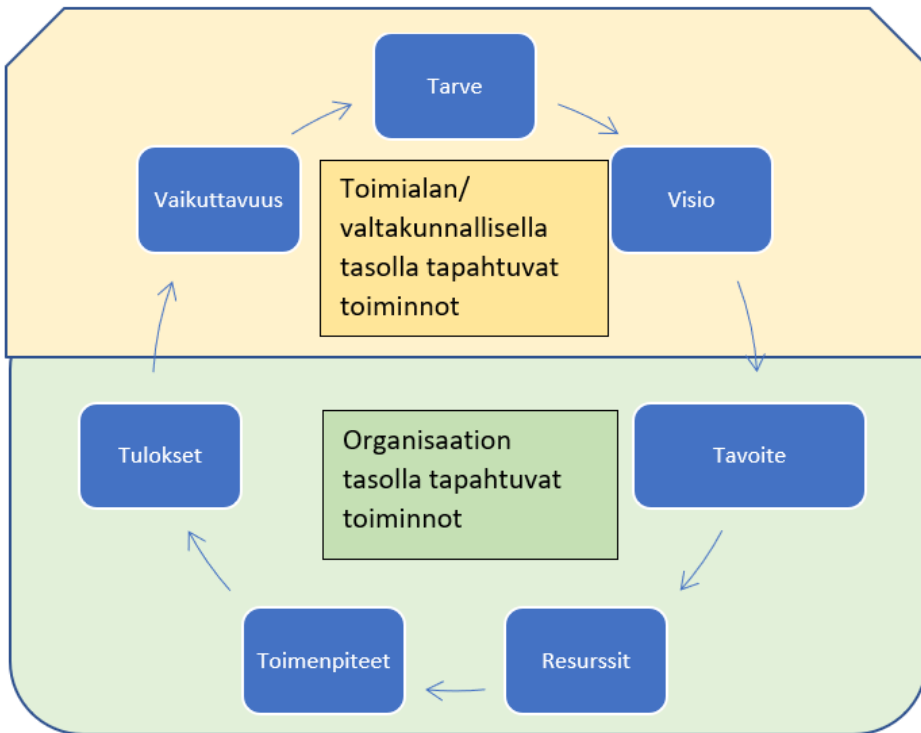 Tarve
Vaikuttavuus
Toimialan/
valtakunnallisella
tasolla tapahtuvat
toiminnot
Visio
Tulokset
Organisaation
tasolla tapahtuvat
toiminnot
Tavoite
Toimenpiteet
Resurssit